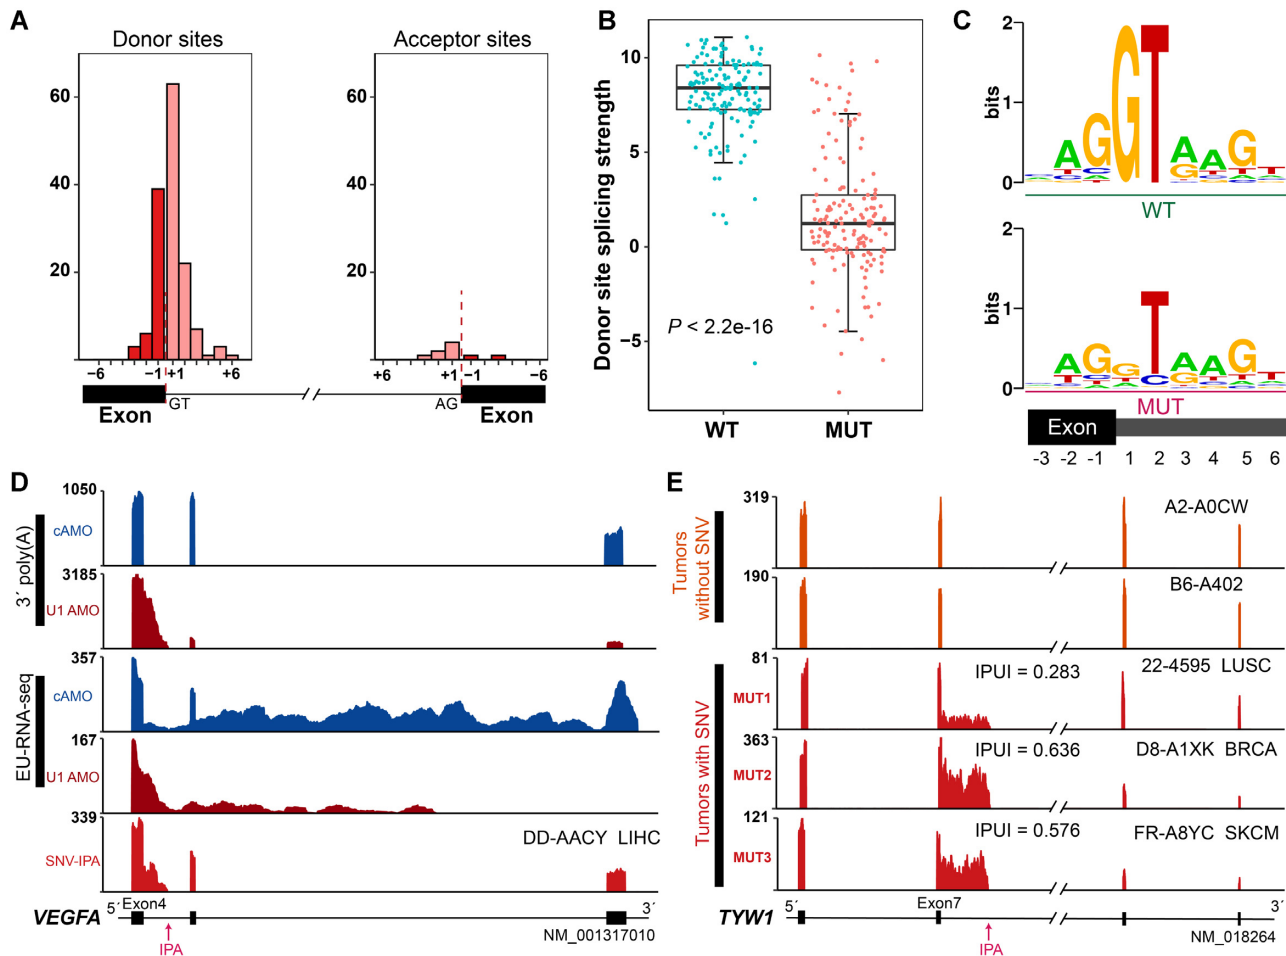 A
Donor sites
Acceptor sites
60
40
20
60
40
20
−6 −1 +1 +6
+6 +1 −1 −6
GT
AG
Exon
Exon
B
Donor site splicing strength
10
5
0
−5
P < 2.2e-16
WT MUT
C
2
1
0
bits
AGGTAAGT
WT
2
1
0
bits
AGGTAAGT
MUT
Exon
-3 -2 -1 1 2 3 4 5 6
D
3´ poly(A)
1050
cAMO
3185
U1 AMO
EU-RNA-seq
357
cAMO
167
U1 AMO
339
SNV-IPA
DD-AACY LIHC
VEGFA
5´ Exon4 3´
IPA
NM_001317010
E
Tumors without SNV
319
A2-A0CW
190
B6-A402
Tumors with SNV
81
MUT1
IPUI = 0.283
22-4595 LUSC
363
MUT2
IPUI = 0.636
D8-A1XK BRCA
121
MUT3
IPUI = 0.576
FR-A8YC SKCM
TYW1
5´ Exon7 3´
IPA
NM_018264